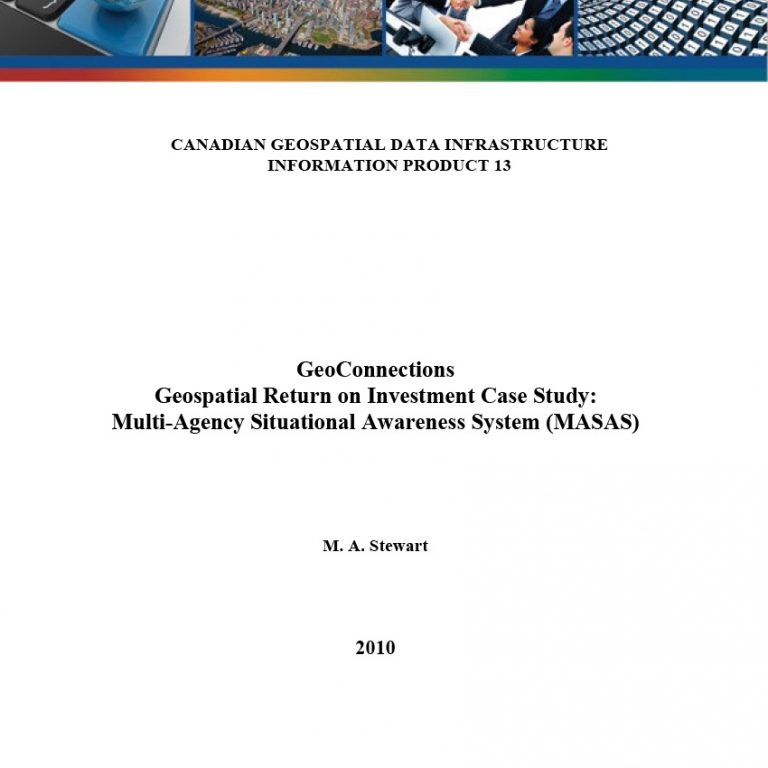 CANADIAN GEOSPATIAL DATA INFRASTRUCTURE
INFORMATION PRODUCT 13
GeoConnections
Geospatial Return on Investment Case Study:
Multi-Agency Situational Awareness System (MASAS)
M. A. Stewart
2010